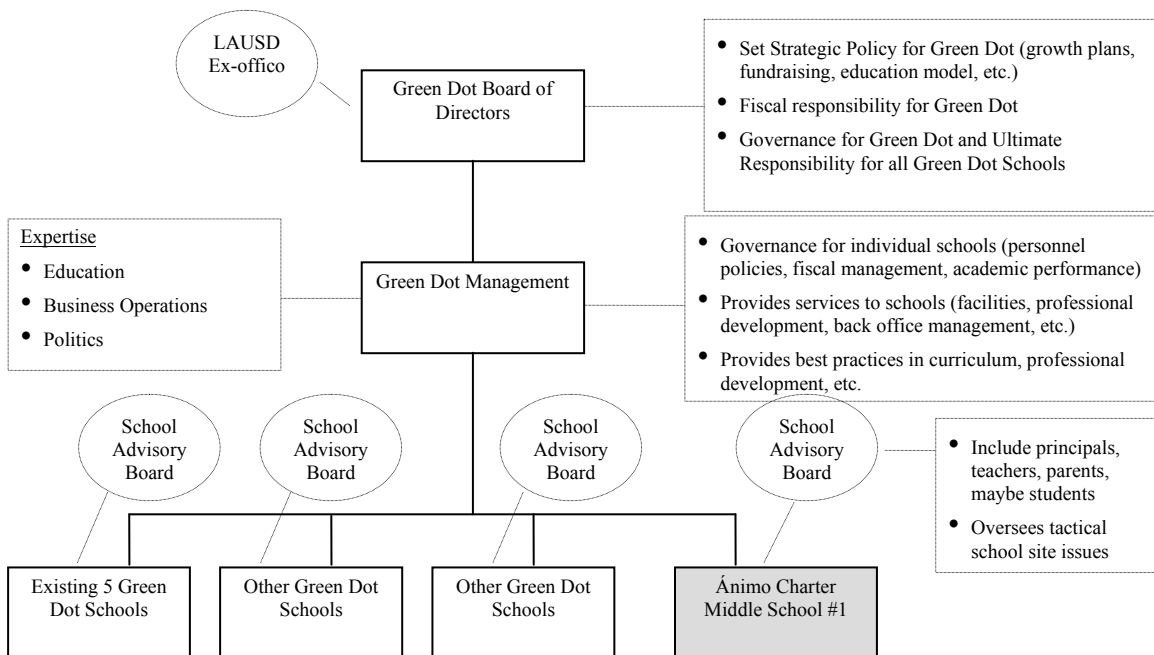 LAUSD
Ex-offico
Green Dot Board of
Directors
• Set Strategic Policy for Green Dot (growth plans,
fundraising, education model, etc.)
• Fiscal responsibility for Green Dot
• Governance for Green Dot and Ultimate
Responsibility for all Green Dot Schools
Expertise
• Education
• Business Operations
• Politics
Green Dot Management
• Governance for individual schools (personnel
policies, fiscal management, academic performance)
• Provides services to schools (facilities, professional
development, back office management, etc.)
• Provides best practices in curriculum, professional
development, etc.
School
Advisory
Board
School
Advisory
Board
School
Advisory
Board
School
Advisory
Board
• Include principals,
teachers, parents,
maybe students
• Oversees tactical
school site issues
Existing 5 Green
Dot Schools
Other Green Dot
Schools
Other Green Dot
Schools
Ánimo Charter
Middle School #1